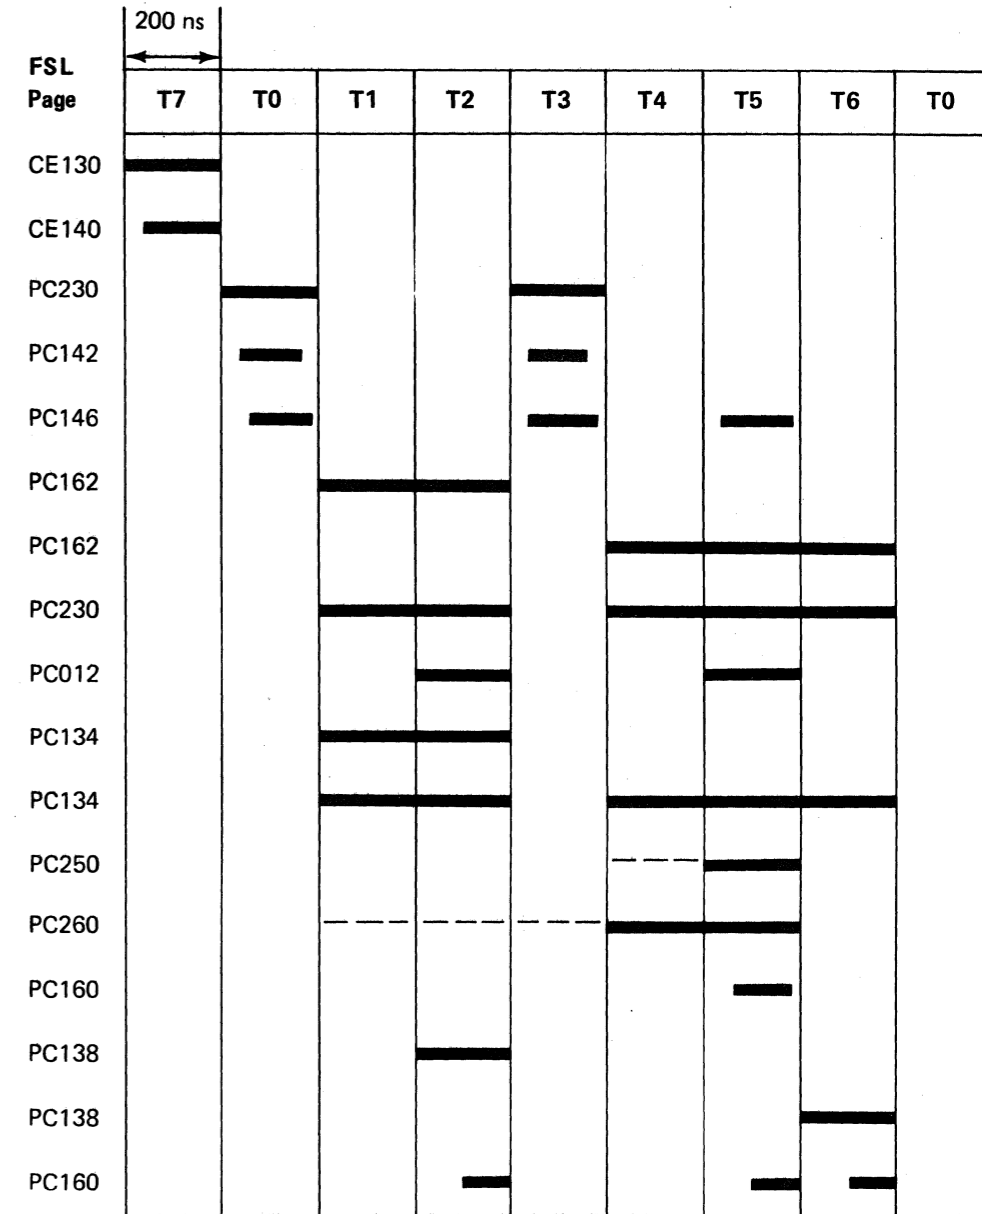 200 ns
FSL
Page T7 T0 T1 T2 T3 T4 T5 T6 T0
CE130
CE140
PC230
PC142
PC146
PC162
PC162
PC230
PC012
PC134
PC134
PC250
PC260
PC160
PC138
PC138
PC160